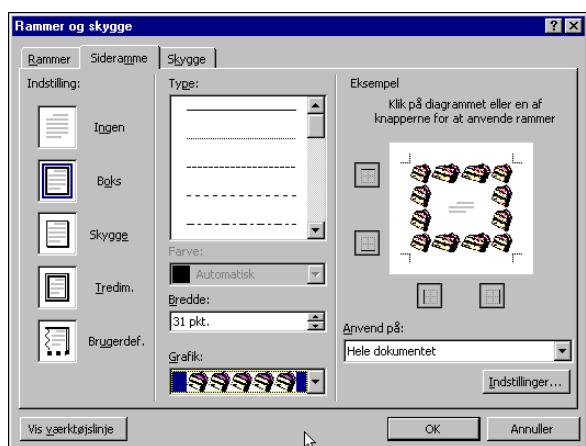 Rammer og skygge
Rammer
Sideramme
Skygge
Indstilling:
Ingen
Boks
Skygge
Tredim.
Brugerdef.
Type:
Farve:
Automatisk
Bredde:
31 pkt.
Grafik:
Eksempel
Klik på diagrammet eller en af
knapperne for at anvende rammer
Anvend på:
Hele dokumentet
Indstillinger...
Vis værktøjslinje
OK
Annuller